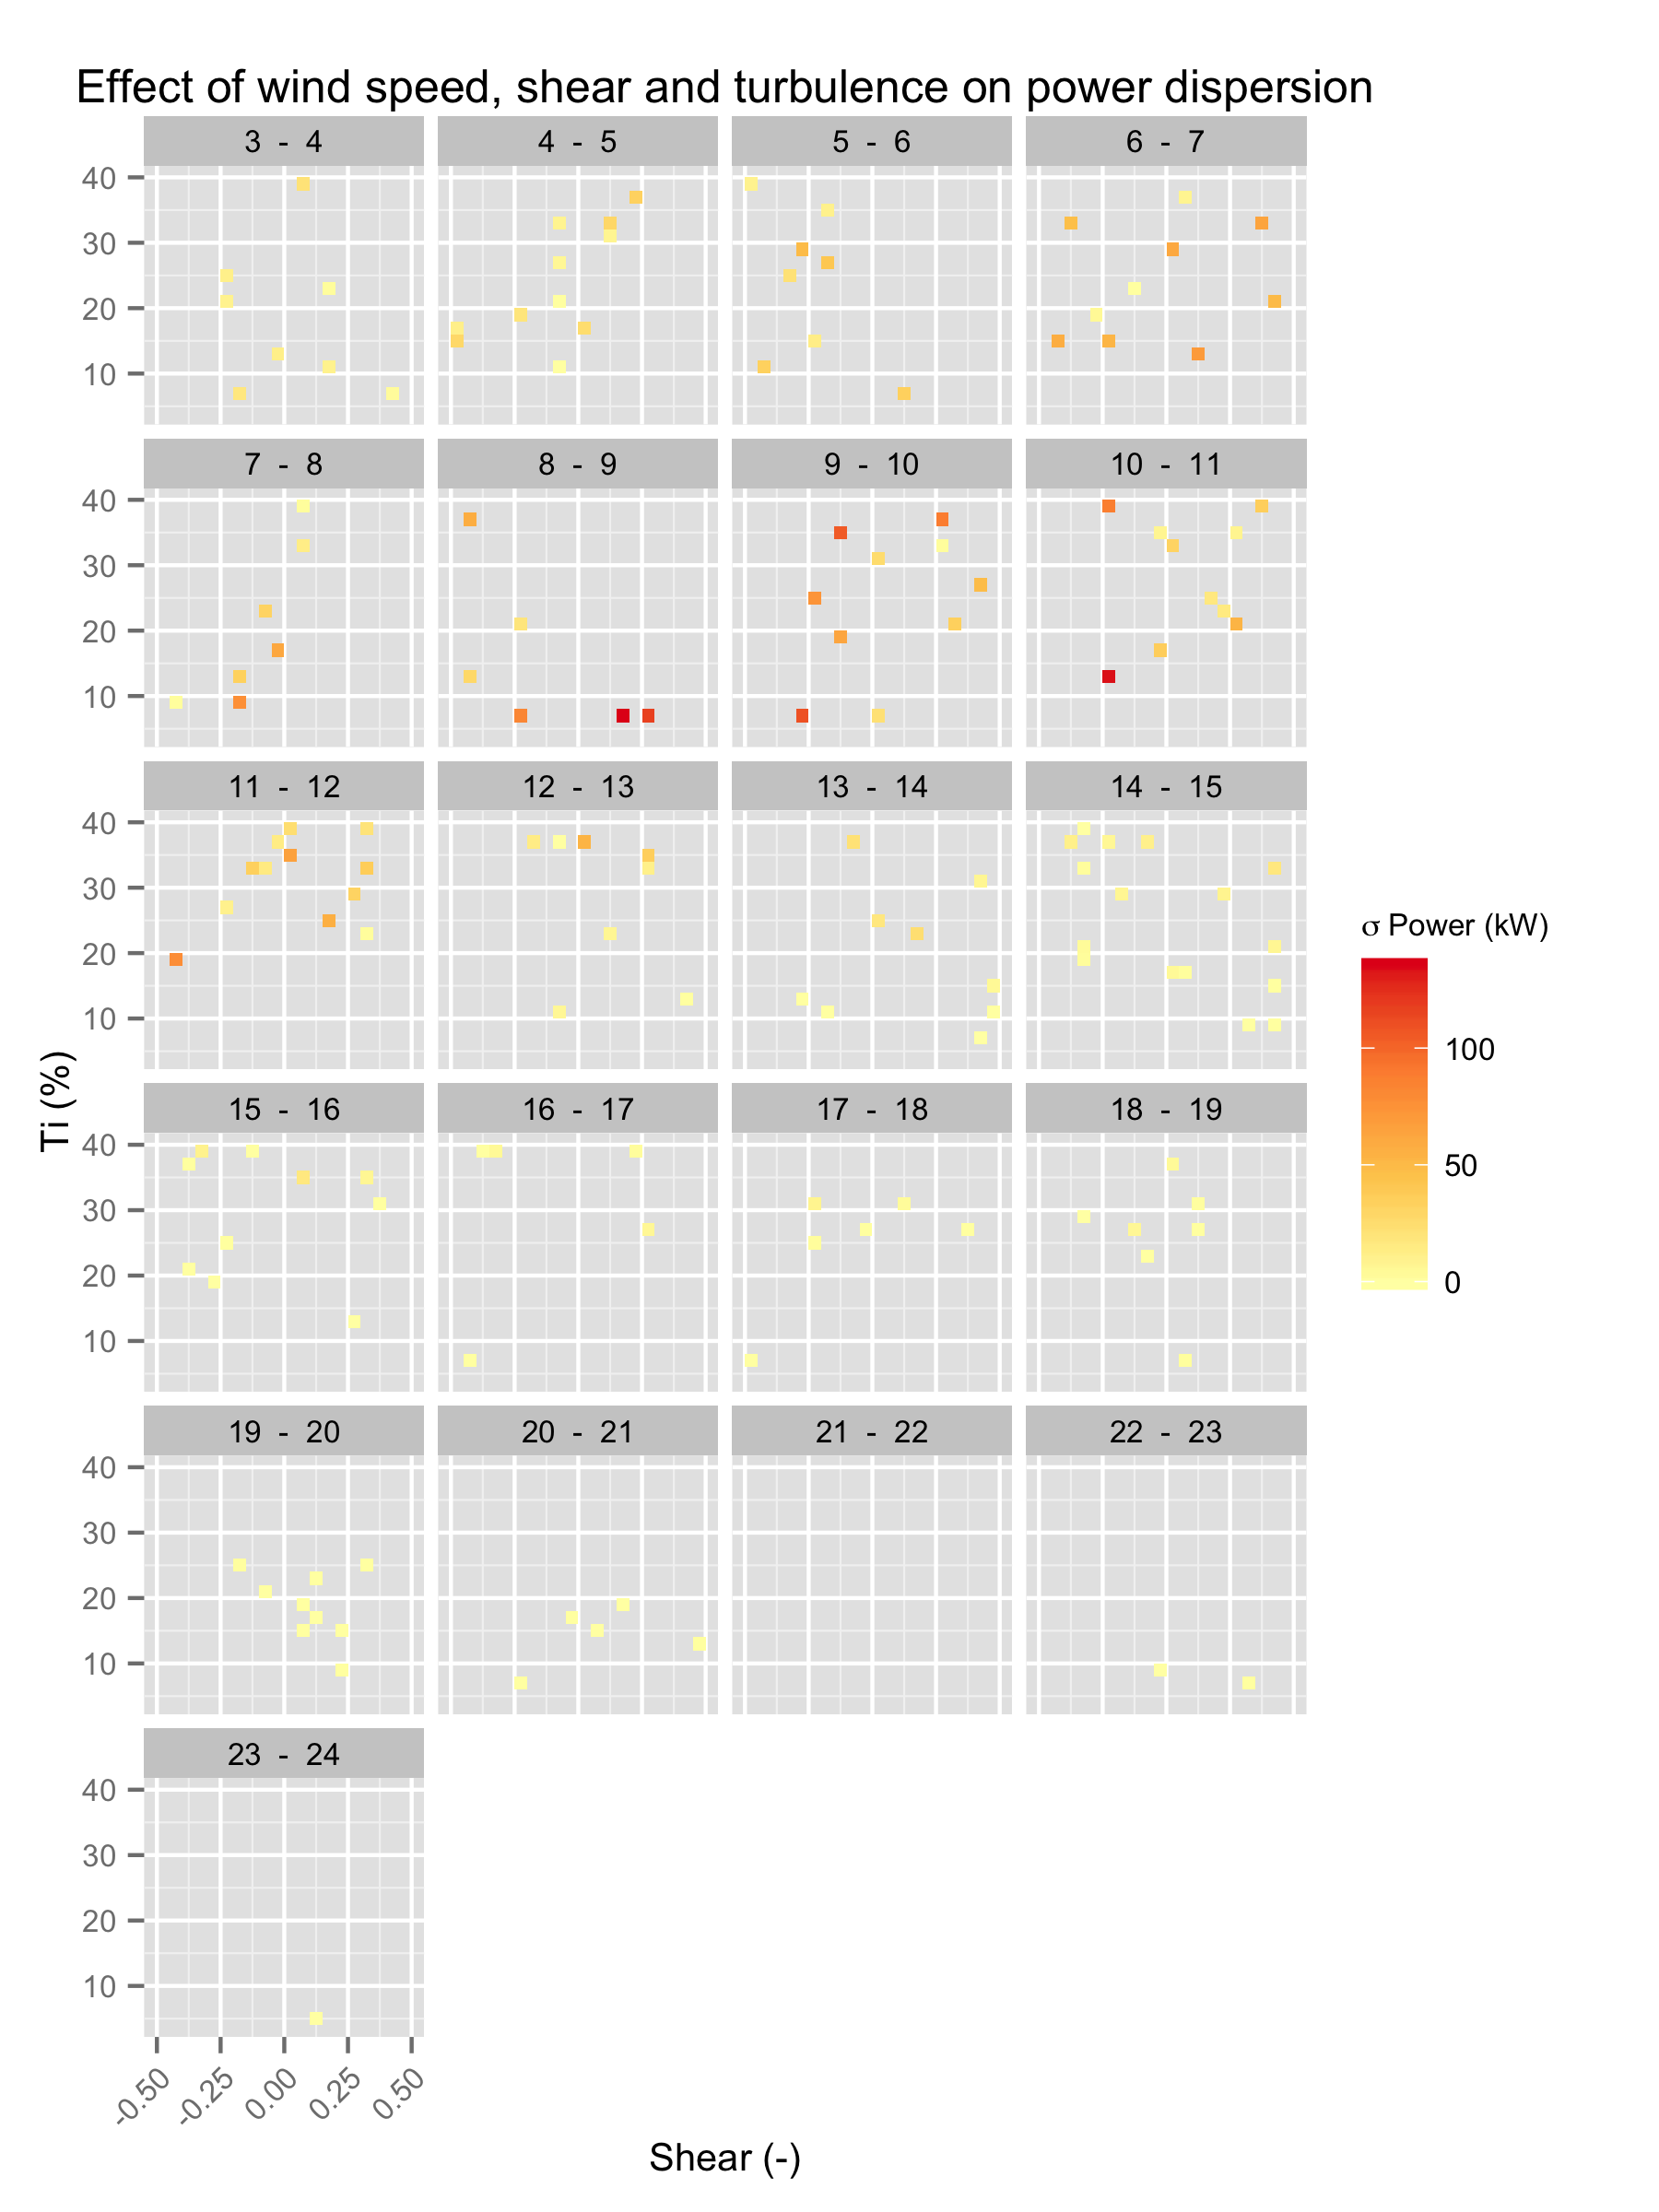 Effect of wind speed, shear and turbulence on power dispersion
3 - 4
4 - 5
5 - 6
6 - 7
40
30
20
10
7 - 8
8 - 9
9 - 10
10 - 11
40
30
20
10
11 - 12
12 - 13
13 - 14
14 - 15
40
30
20
10
σ Power (kW)
100
50
0
Ti (%)
15 - 16
16 - 17
17 - 18
18 - 19
40
30
20
10
19 - 20
20 - 21
21 - 22
22 - 23
40
30
20
10
23 - 24
40
30
20
10
-0.50
-0.25
0.00
0.25
0.50
Shear (-)